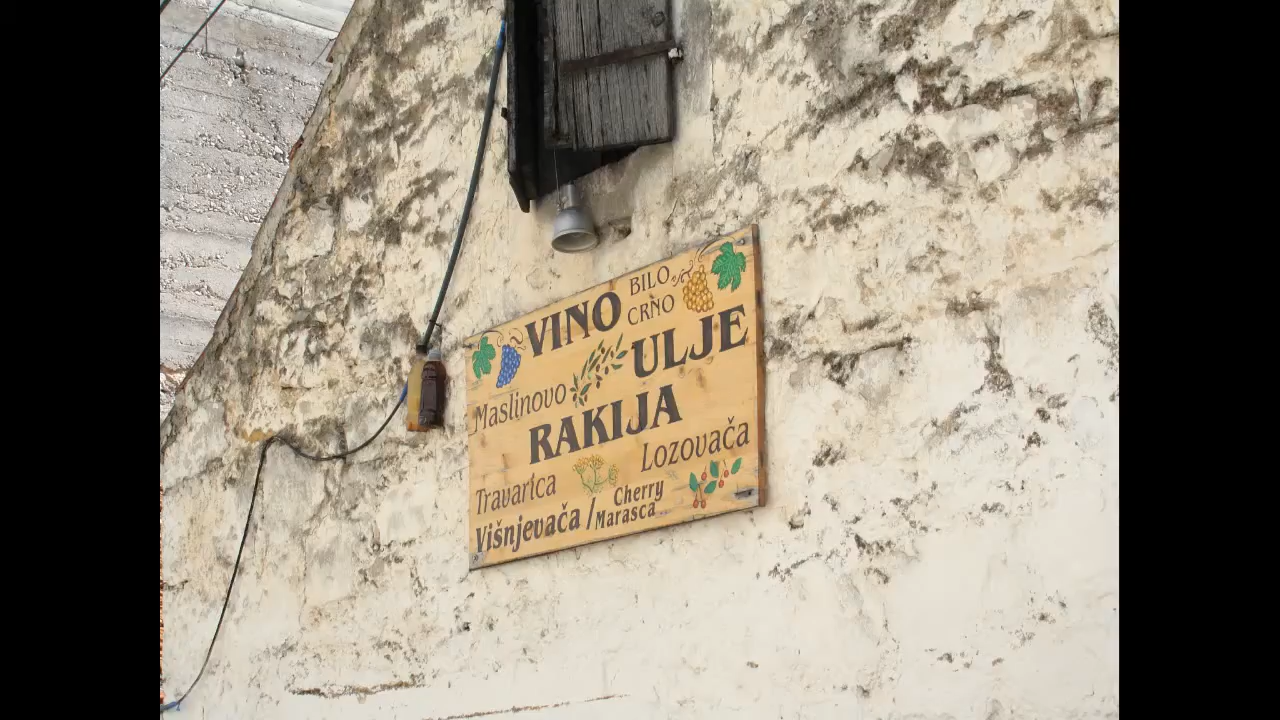 VINO BILO
CRNO
Maslinovo ULJE
RAKIJA
Travarica Lozovača
Višnjevača / Cherry
Marasca